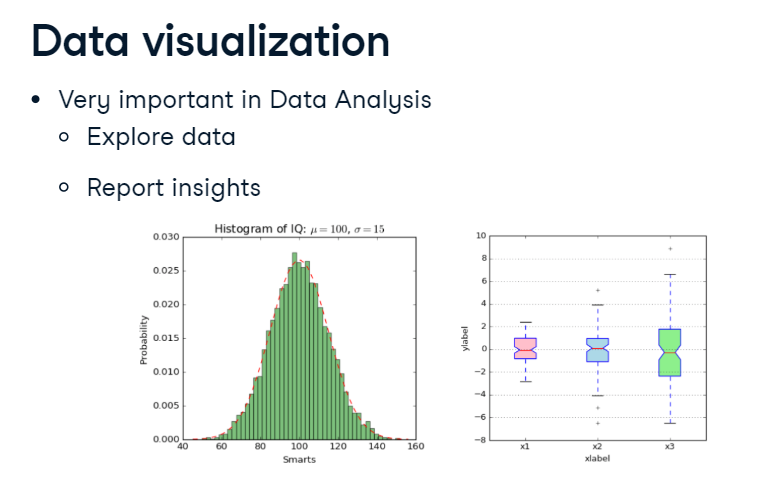 Data visualization
• Very important in Data Analysis
○ Explore data
○ Report insights
Histogram of IQ: μ = 100, σ = 15
0.030
0.025
0.020
0.015
0.010
0.005
0.000
Probability
40 60 80 100 120 140 160
Smarts
10
8
6
4
2
0
−2
−4
−6
−8
ylabel
x1 x2 x3
xlabel